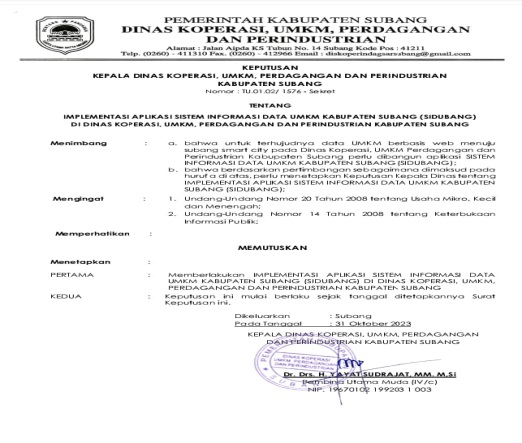 PEMERINTAH KABUPATEN SUBANG
DINAS KOPERASI, UMKM, PERDAGANGAN
DAN PERINDUSTRIAN
Alamat : Jalan Aipda KS Tubun No. 14 Subang Kode Pos : 41211
Telp. (0260) - 411310 Fax. (0260) - 412966 Email : diskoperindagsarsubang@gmail.com
KEPUTUSAN
KEPALA DINAS KOPERASI, UMKM, PERDAGANGAN DAN PERINDUSTRIAN
KABUPATEN SUBANG
Nomor : TU.01.02/ 1576 - Sekret
TENTANG
IMPLEMENTASI APLIKASI SISTEM INFORMASI DATA UMKM KABUPATEN SUBANG (SIDUBANG)
DI DINAS KOPERASI, UMKM, PERDAGANGAN DAN PERINDUSTRIAN KABUPATEN SUBANG
Menimbang : a. bahwa untuk terhujudnya data UMKM berbasis web menuju
subang smart city pada Dinas Koperasi, UMKM Perdagangan dan
Perindustrian Kabupaten Subang perlu dibangun aplikasi SISTEM
INFORMASI DATA UMKM KABUPATEN SUBANG (SIDUBANG);
b. bahwa berdasarkan pertimbangan sebagaimana dimaksud pada
huruf a di atas, perlu menetapkan Keputusan Kepala Dinas tentang
IMPLEMENTASI APLIKASI SISTEM INFORMASI DATA UMKM KABUPATEN
SUBANG (SIDUBANG);
Mengingat : 1. Undang-Undang Nomor 20 Tahun 2008 tentang Usaha Mikro, Kecil
dan Menengah;
2. Undang-Undang Nomor 14 Tahun 2008 tentang Keterbukaan
Informasi Publik;
Memperhatikan :
MEMUTUSKAN
Menetapkan :
PERTAMA : Memberlakukan IMPLEMENTASI APLIKASI SISTEM INFORMASI DATA
UMKM KABUPATEN SUBANG (SIDUBANG) DI DINAS KOPERASI, UMKM,
PERDAGANGAN DAN PERINDUSTRIAN KABUPATEN SUBANG
KEDUA : Keputusan ini mulai berlaku sejak tanggal ditetapkannya Surat
Keputusan ini.
Dikeluarkan : Subang
Pada Tanggal : 31 Oktober 2023
KEPALA DINAS KOPERASI, UMKM, PERDAGANGAN
DAN PERINDUSTRIAN KABUPATEN SUBANG
DINAS KOPERASI
UMKM, PERDAGANGAN
DAN PERINDUSTRIAN
SUBANG
Dr. Drs. H. YAYAT SUDRAJAT, MM. M.Si
Pembina Utama Muda (IV/c)
NIP. 19670102 199203 1 003